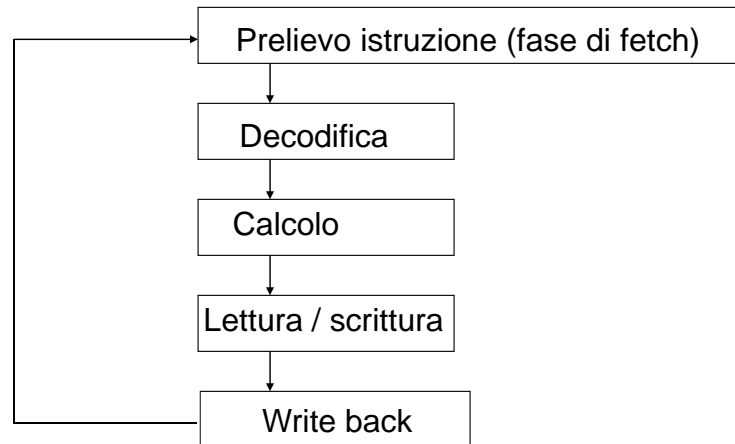 Prelievo istruzione (fase di fetch)
Decodifica
Calcolo
Lettura / scrittura
Write back